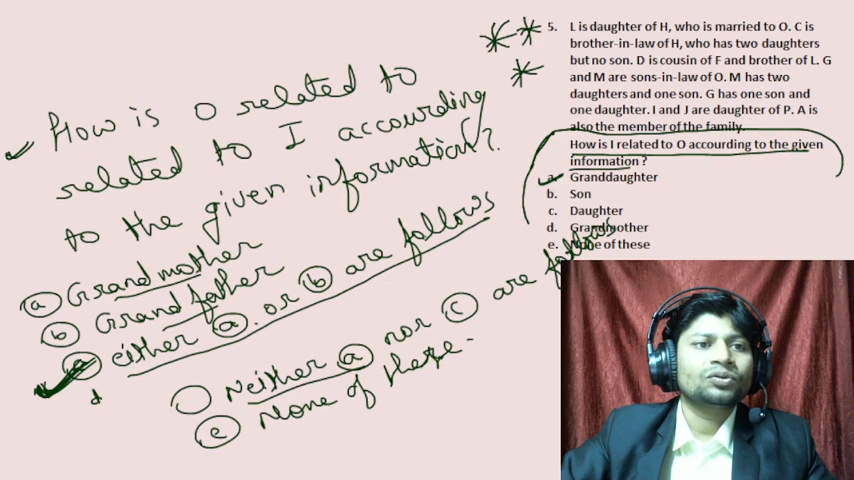 5. L is daughter of H, who is married to O. C is
brother-in-law of H, who has two daughters
but no son. D is cousin of F and brother of L. G
and M are sons-in-law of O. M has two
daughters and one son. G has one son and
one daughter. I and J are daughter of P. A is
also the member of the family.
How is I related to O accourding to the given
information ?
a. Granddaughter
b. Son
c. Daughter
d. Grandmother
e. None of these
How is O related to
related to I accourding
to the given information?
a Grand mother
b Grand father
either a or b are follows
d
Neither a nor c are follows
e None of these